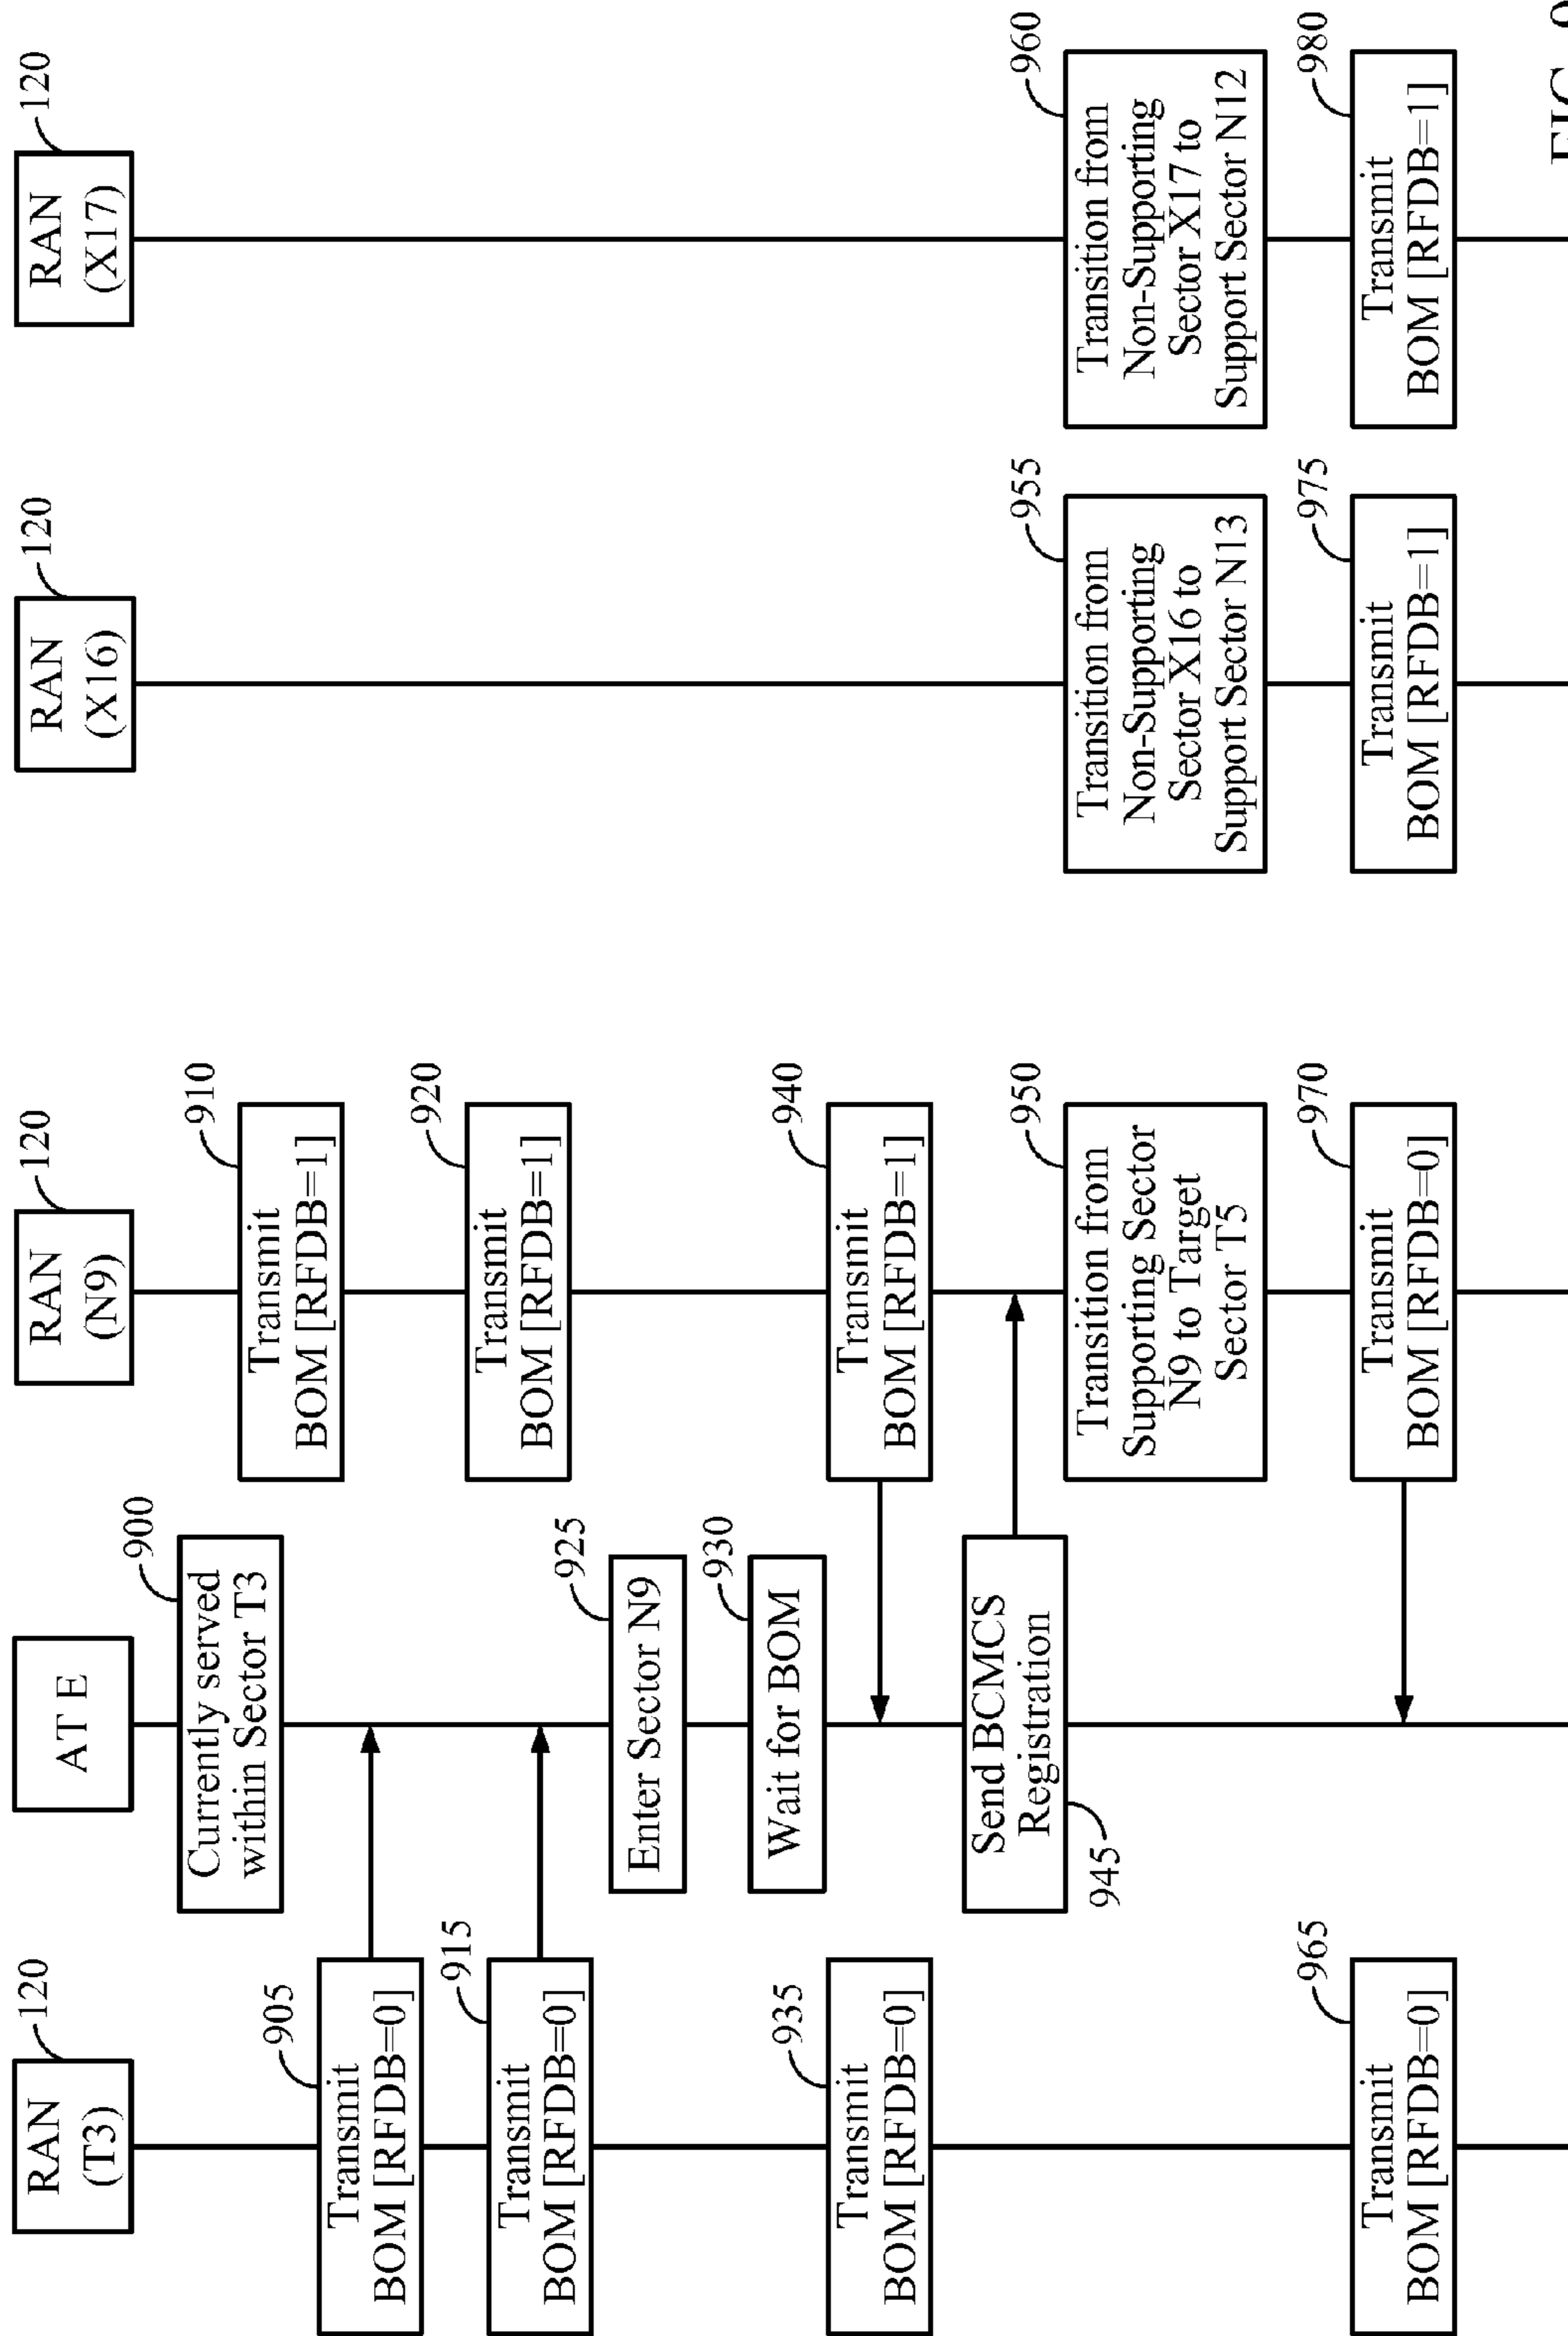 RAN
(T3)
120
AT E
RAN
(N9)
120
RAN
(X16)
120
RAN
(X17)
120
900
Currently served
within Sector T3
905
Transmit
BOM [RFDB=0]
910
Transmit
BOM [RFDB=1]
915
Transmit
BOM [RFDB=0]
920
Transmit
BOM [RFDB=1]
925
Enter Sector N9
930
Wait for BOM
935
Transmit
BOM [RFDB=0]
940
Transmit
BOM [RFDB=1]
Send BCMCS
Registration
945
950
Transition from
Supporting Sector
N9 to Target
Sector T5
955
Transition from
Non-Supporting
Sector X16 to
Support Sector N13
960
Transition from
Non-Supporting
Sector X17 to
Support Sector N12
965
Transmit
BOM [RFDB=0]
970
Transmit
BOM [RFDB=0]
975
Transmit
BOM [RFDB=1]
980
Transmit
BOM [RFDB=1]
FIG. 9